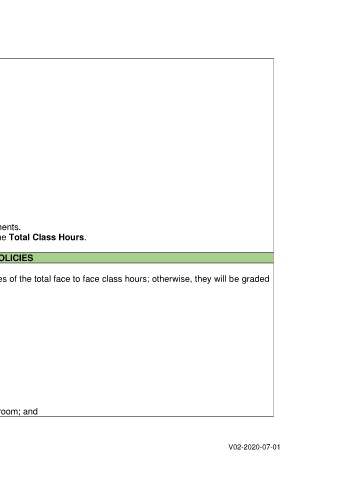 e Total Class Hours.
OLICIES
es of the total face to face class hours; otherwise, they will be graded
room; and
V02-2020-07-01